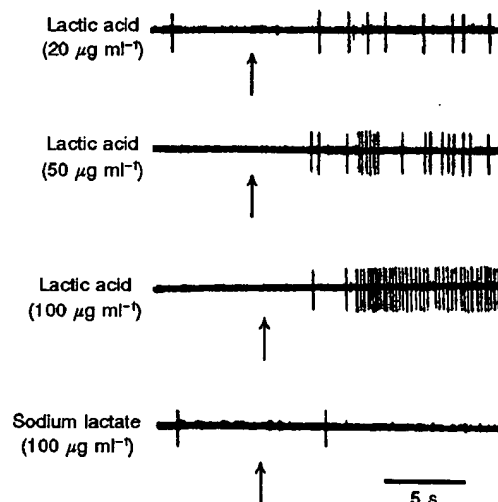 Lactic acid
(20 μg ml⁻¹)
Lactic acid
(50 μg ml⁻¹)
Lactic acid
(100 μg ml⁻¹)
Sodium lactate
(100 μg ml⁻¹)
5 s